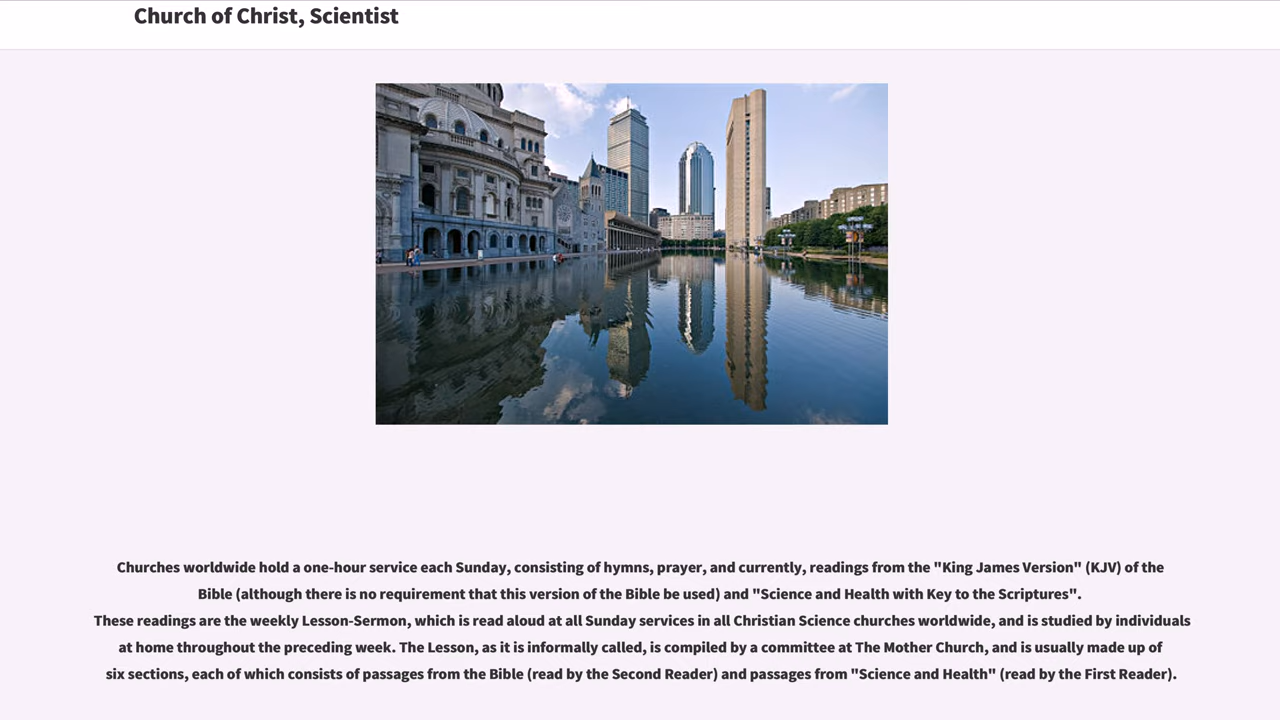 Church of Christ, Scientist
Churches worldwide hold a one-hour service each Sunday, consisting of hymns, prayer, and currently, readings from the "King James Version" (KJV) of the
Bible (although there is no requirement that this version of the Bible be used) and "Science and Health with Key to the Scriptures".
These readings are the weekly Lesson-Sermon, which is read aloud at all Sunday services in all Christian Science churches worldwide, and is studied by individuals
at home throughout the preceding week. The Lesson, as it is informally called, is compiled by a committee at The Mother Church, and is usually made up of
six sections, each of which consists of passages from the Bible (read by the Second Reader) and passages from "Science and Health" (read by the First Reader).